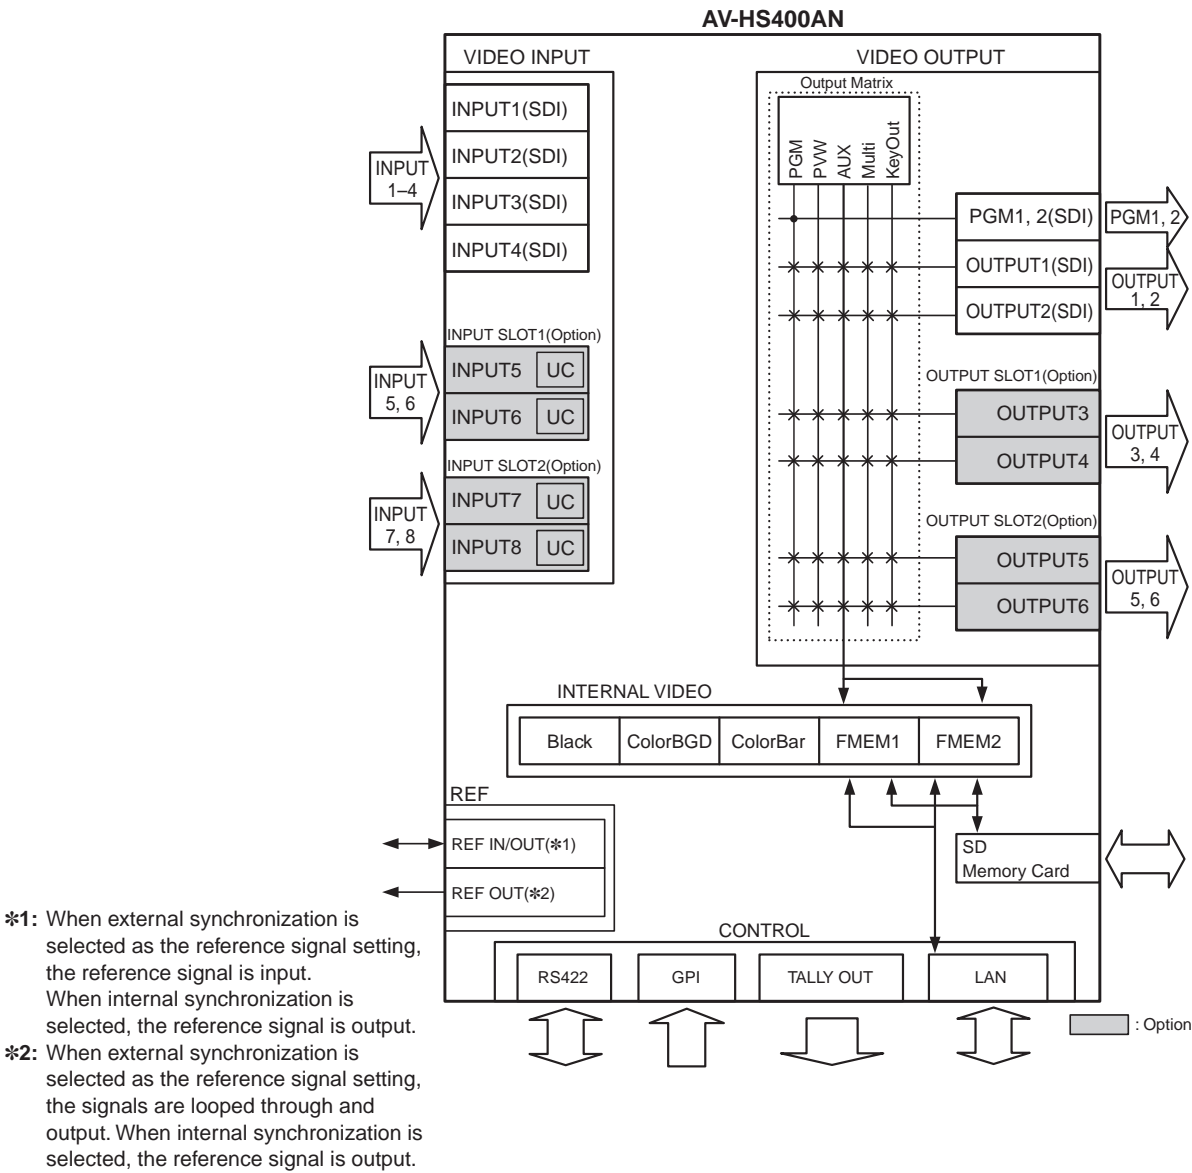 AV-HS400AN
VIDEO INPUT
INPUT1(SDI)
INPUT2(SDI)
INPUT3(SDI)
INPUT4(SDI)
INPUT
1–4
INPUT SLOT1(Option)
INPUT5 UC
INPUT6 UC
INPUT
5, 6
INPUT SLOT2(Option)
INPUT7 UC
INPUT8 UC
INPUT
7, 8
VIDEO OUTPUT
Output Matrix
PGM
PVW
AUX
Multi
KeyOut
PGM1, 2(SDI)
PGM1, 2
OUTPUT1(SDI)
OUTPUT2(SDI)
OUTPUT
1, 2
OUTPUT SLOT1(Option)
OUTPUT3
OUTPUT4
OUTPUT
3, 4
OUTPUT SLOT2(Option)
OUTPUT5
OUTPUT6
OUTPUT
5, 6
INTERNAL VIDEO
Black
ColorBGD
ColorBar
FMEM1
FMEM2
REF
REF IN/OUT(✽1)
REF OUT(✽2)
SD
Memory Card
CONTROL
RS422
GPI
TALLY OUT
LAN
: Option
✽1: When external synchronization is
selected as the reference signal setting,
the reference signal is input.
When internal synchronization is
selected, the reference signal is output.
✽2: When external synchronization is
selected as the reference signal setting,
the signals are looped through and
output. When internal synchronization is
selected, the reference signal is output.